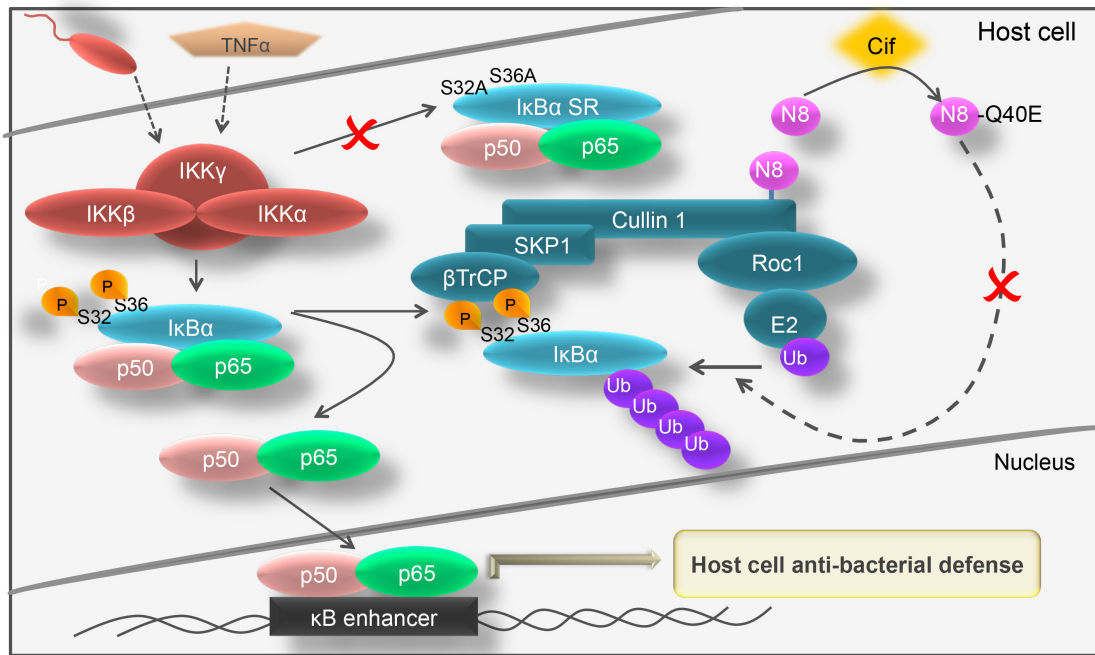 Host cell
TNFα
Cif
S32A
S36A
IκBα SR
N8
N8
-Q40E
p50
p65
IKKγ
N8
IKKβ
IKKα
Cullin 1
SKP1
Roc1
βTrCP
P
P
P
S36
S32
P
P
S36
S32
E2
IκBα
IκBα
Ub
p50
p65
Ub
Ub
Ub
Ub
p50
p65
Nucleus
p50
p65
Host cell anti-bacterial defense
κB enhancer